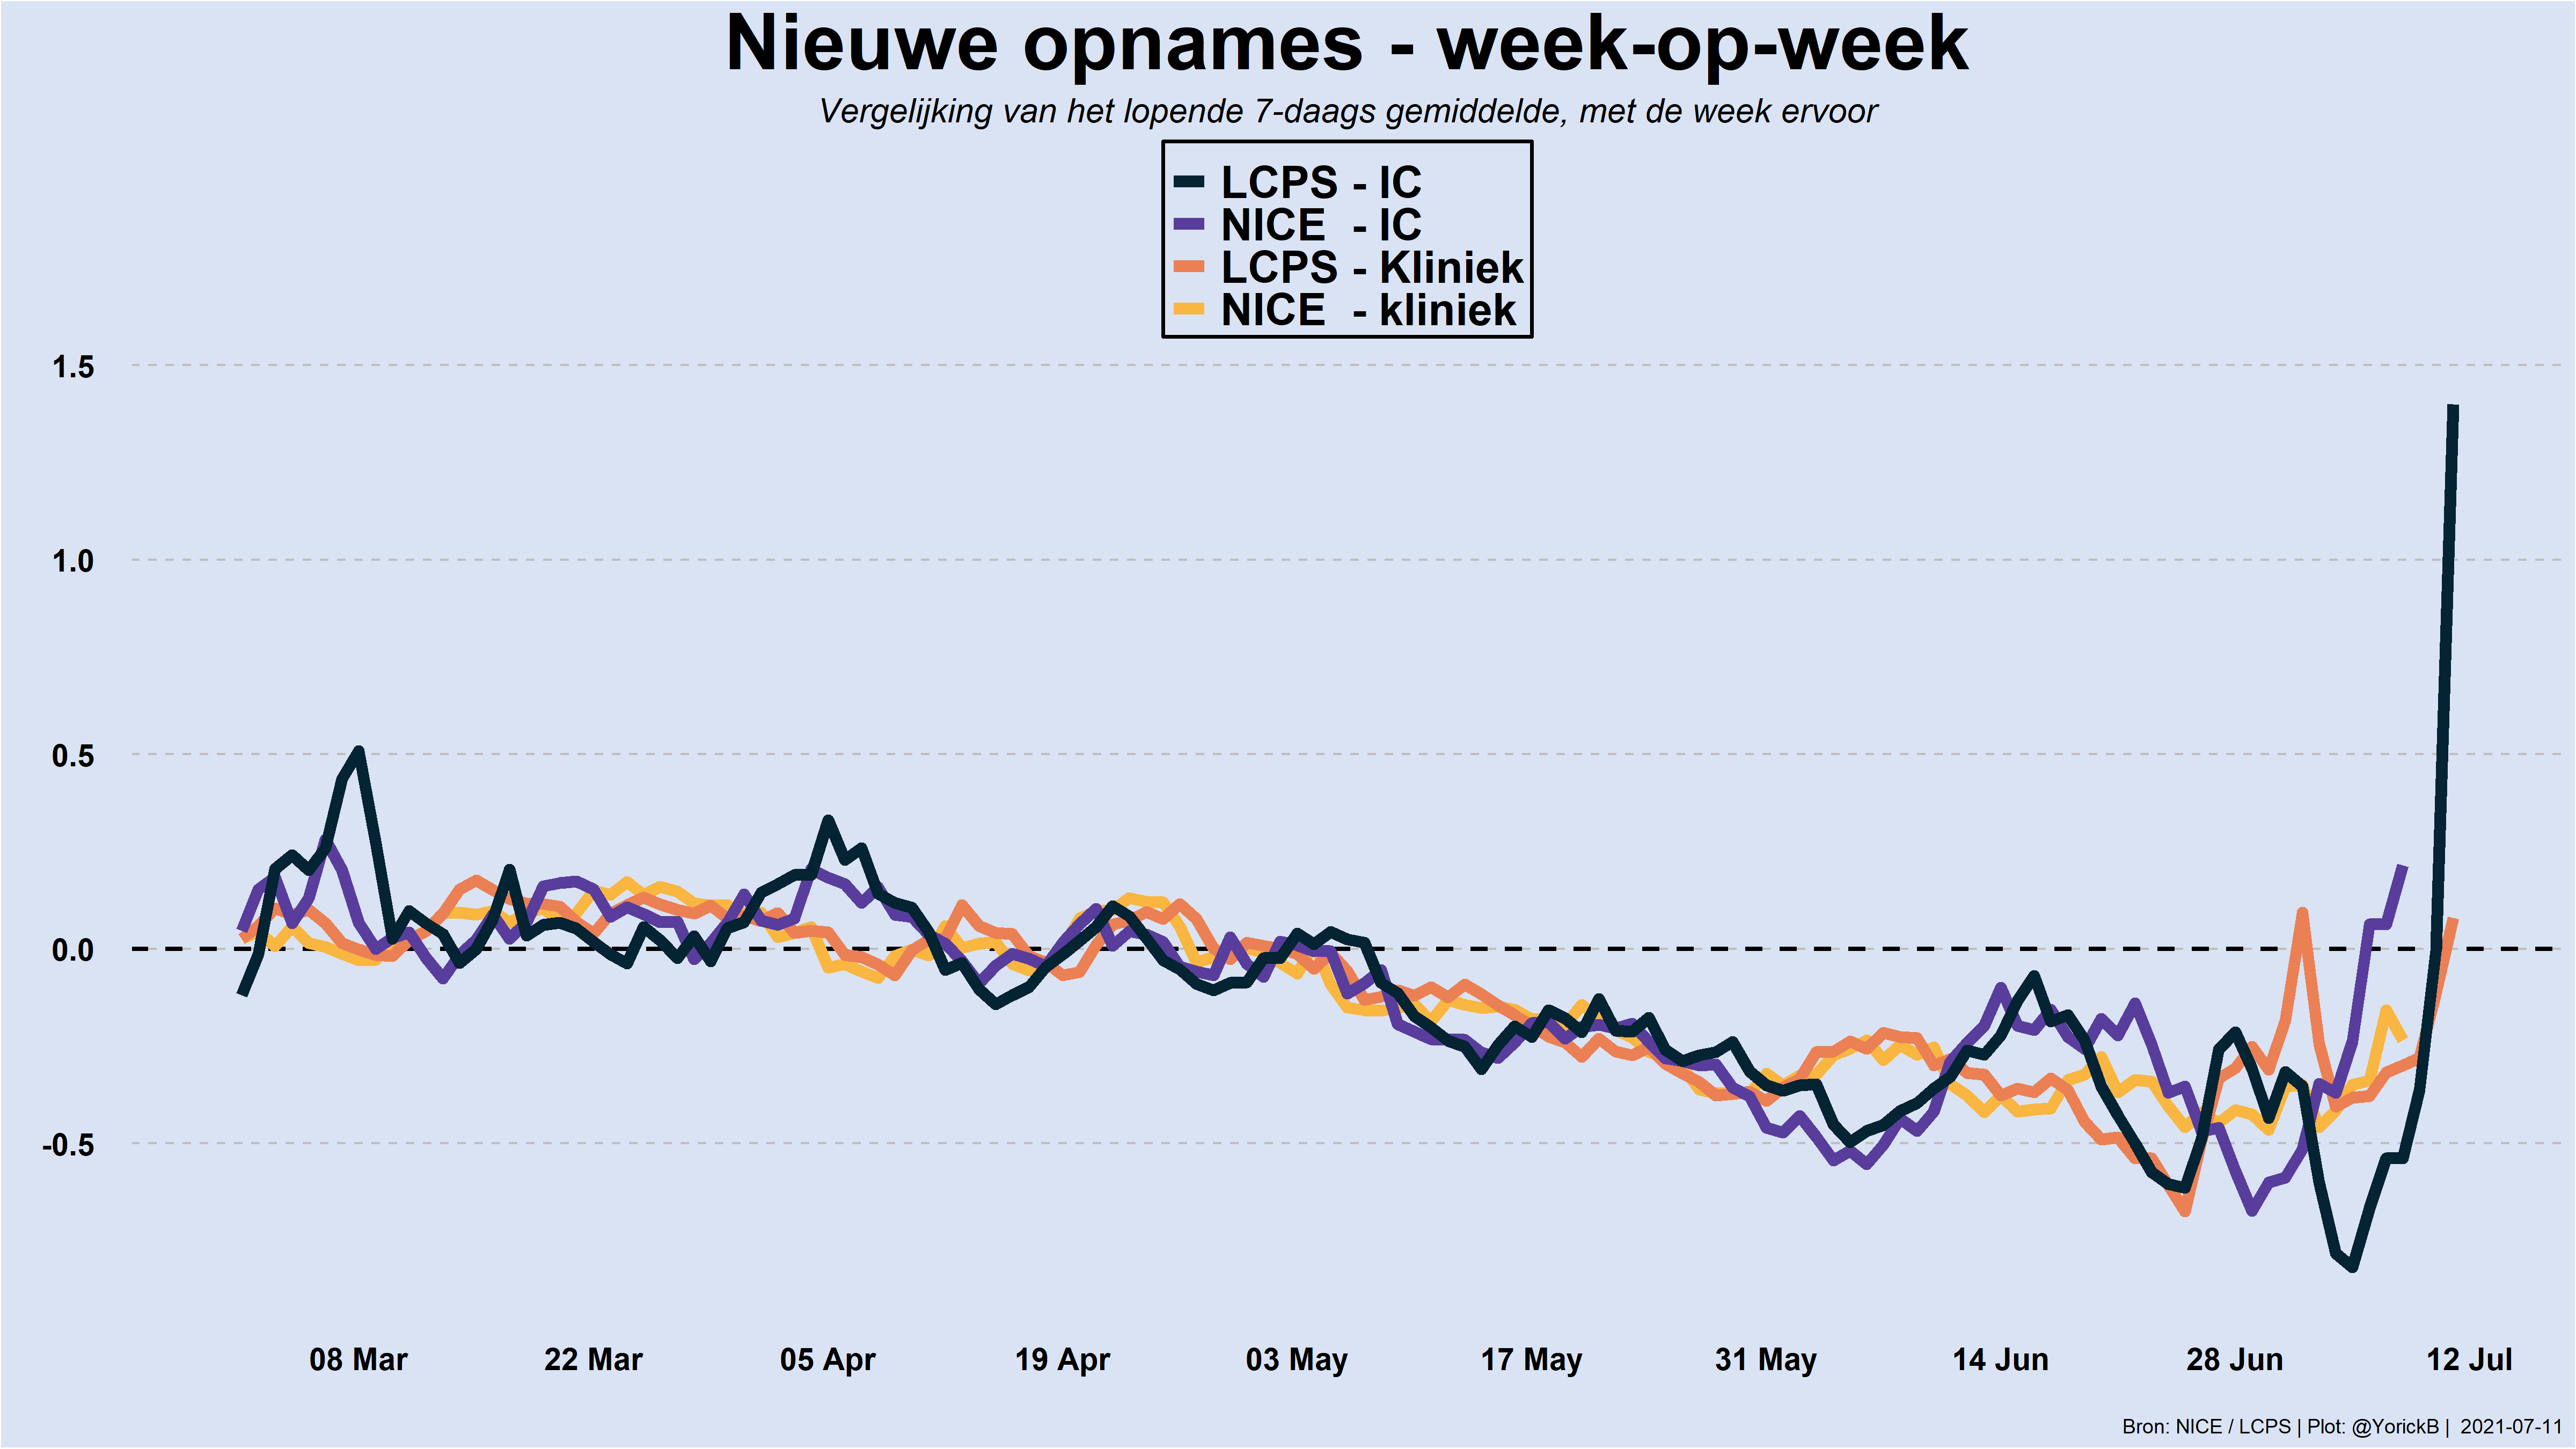 Nieuwe opnames - week-op-week
Vergelijking van het lopende 7-daags gemiddelde, met de week ervoor
LCPS - IC
NICE - IC
LCPS - Kliniek
NICE - kliniek
1.5
1.0
0.5
0.0
-0.5
08 Mar 22 Mar 05 Apr 19 Apr 03 May 17 May 31 May 14 Jun 28 Jun 12 Jul
Bron: NICE / LCPS | Plot: @YorickB | 2021-07-11